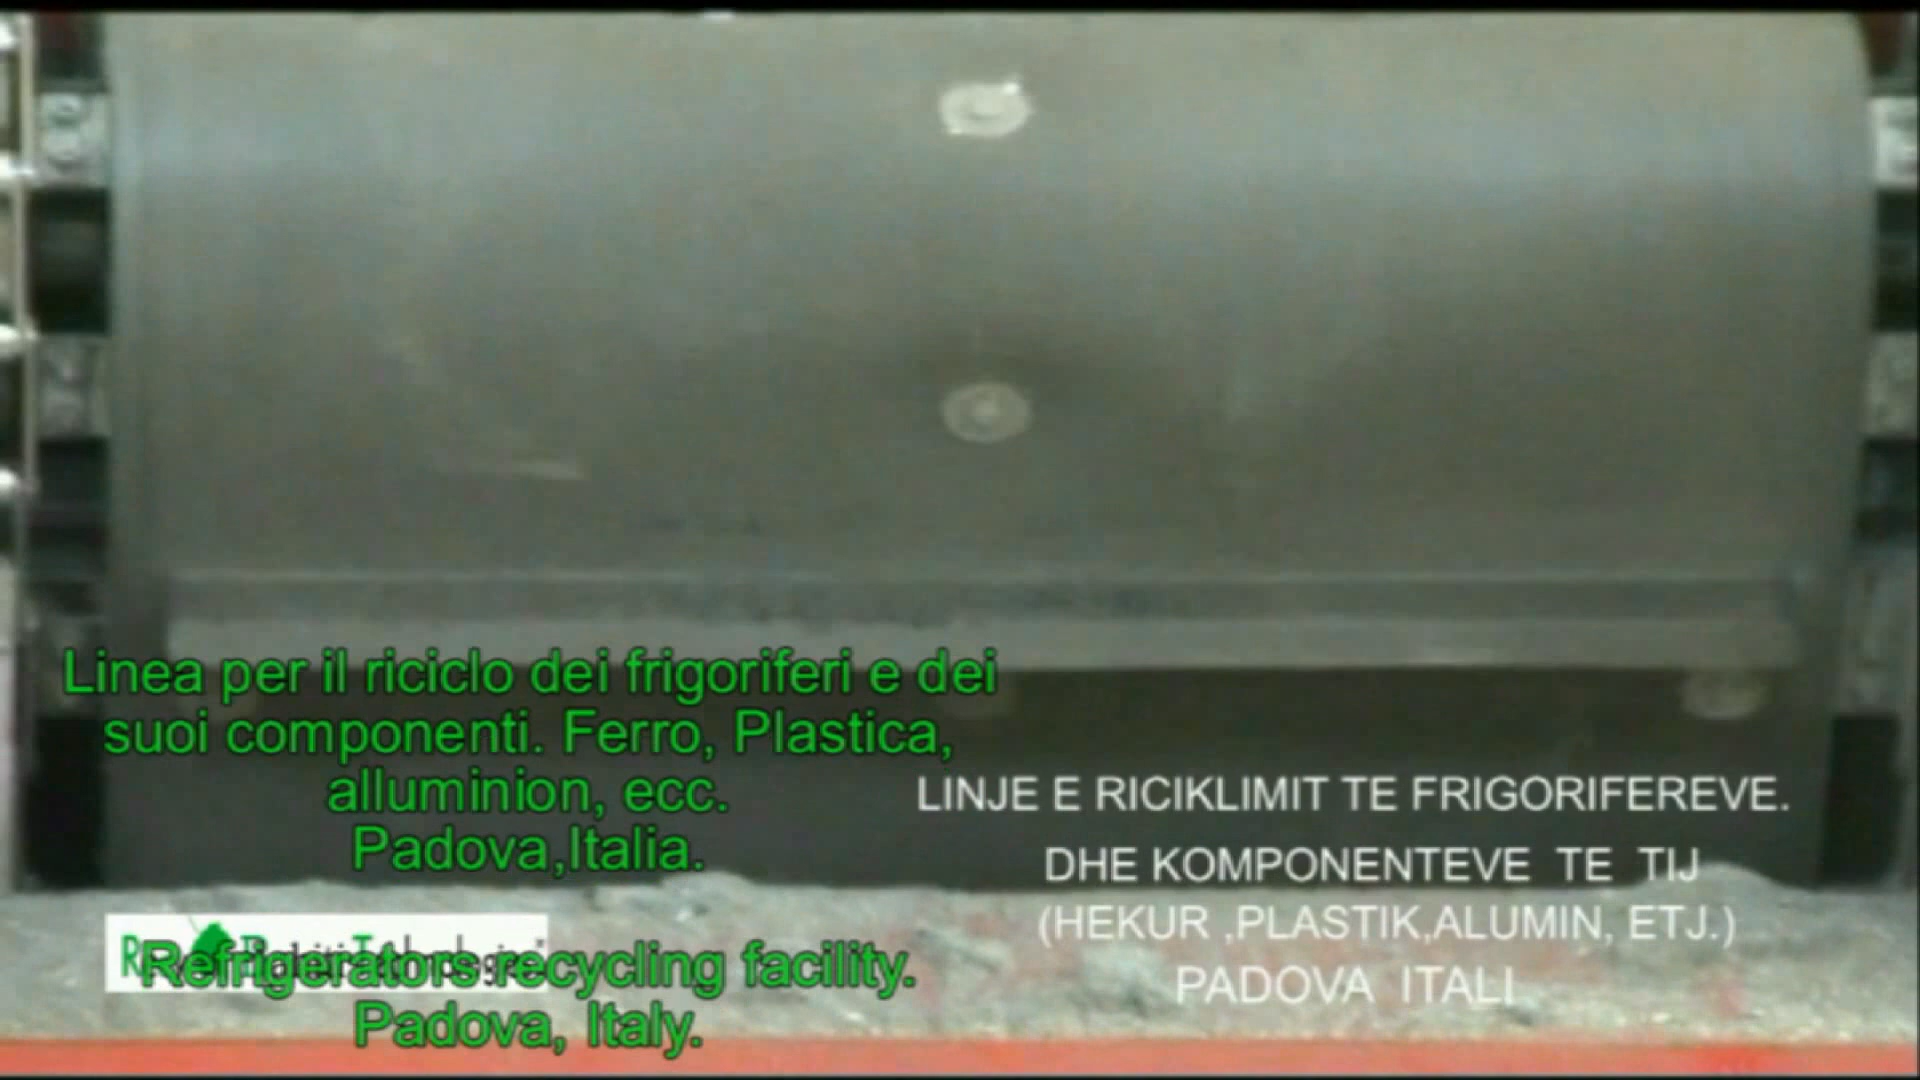 Linea per il riciclo dei frigoriferi e dei
suoi componenti. Ferro, Plastica,
alluminion, ecc.
Padova,Italia.
Refrigerators recycling facility.
Padova, Italy.
LINJE E RICIKLIMIT TE FRIGORIFEREVE.
DHE KOMPONENTEVE TE TIJ
(HEKUR ,PLASTIK,ALUMIN, ETJ.)
PADOVA ITALI